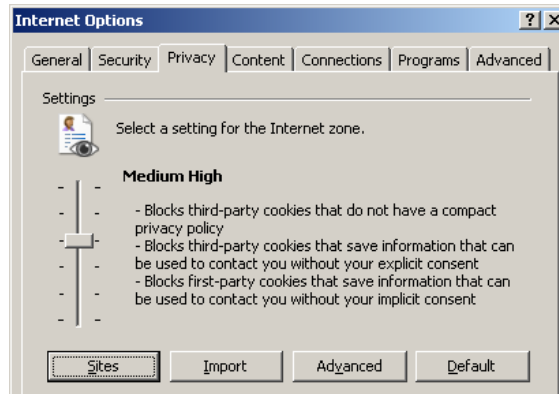 Internet Options
General Security Privacy Content Connections Programs Advanced
Settings
Select a setting for the Internet zone.
Medium High
- Blocks third-party cookies that do not have a compact
privacy policy
- Blocks third-party cookies that save information that can
be used to contact you without your explicit consent
- Blocks first-party cookies that save information that can
be used to contact you without your implicit consent
Sites Import Advanced Default